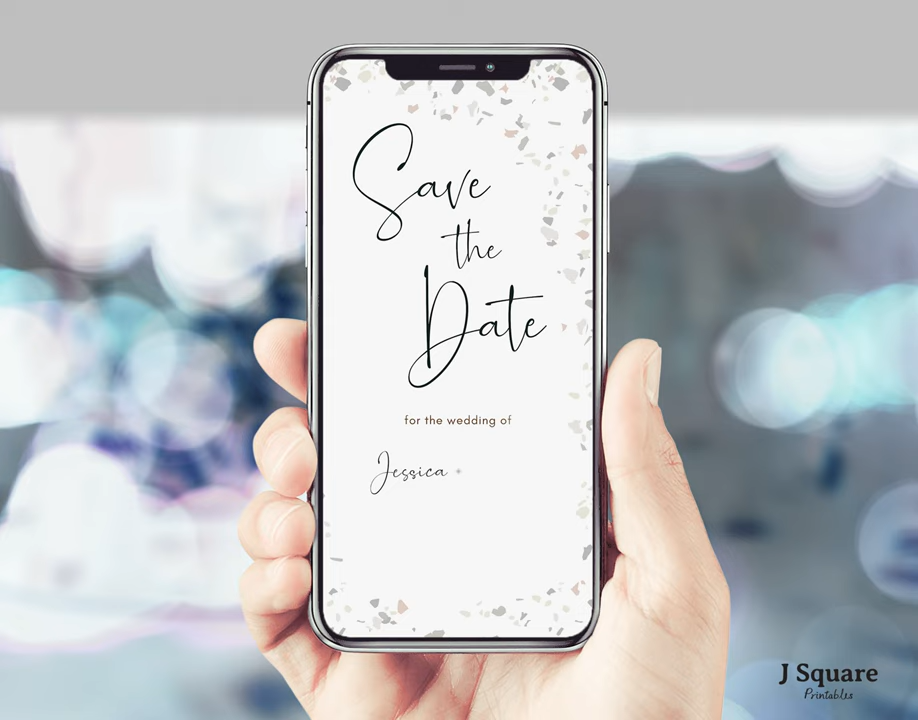 Save
the
Date
for the wedding of
Jessica +
J Square
Printables